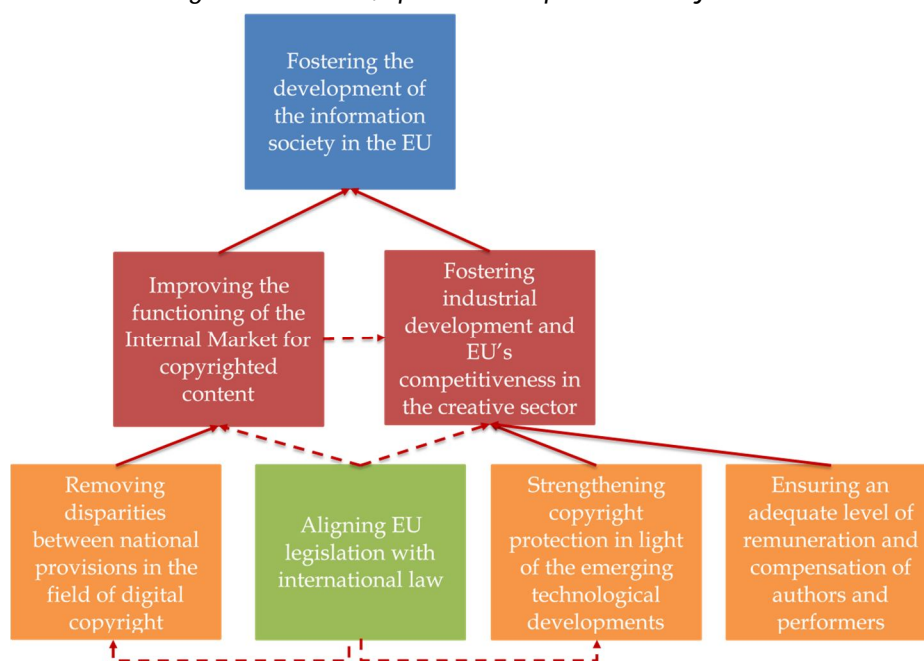 Fostering the
development of
the information
society in the EU
Improving the
functioning of the
Internal Market for
copyrighted
content
Fostering
industrial
development and
EU's
competitiveness in
the creative sector
Removing
disparities
between national
provisions in the
field of digital
copyright
Aligning EU
legislation with
international law
Strengthening
copyright
protection in light
of the emerging
technological
developments
Ensuring an
adequate level of
remuneration and
compensation of
authors and
performers